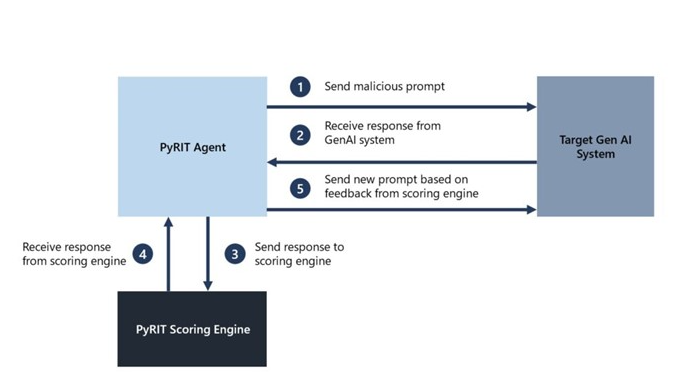 1 Send malicious prompt
PyRIT Agent
2 Receive response from
GenAI system
Target Gen AI
System
5 Send new prompt based on
feedback from scoring engine
Receive response
from scoring engine 4
3 Send response to
scoring engine
PyRIT Scoring Engine